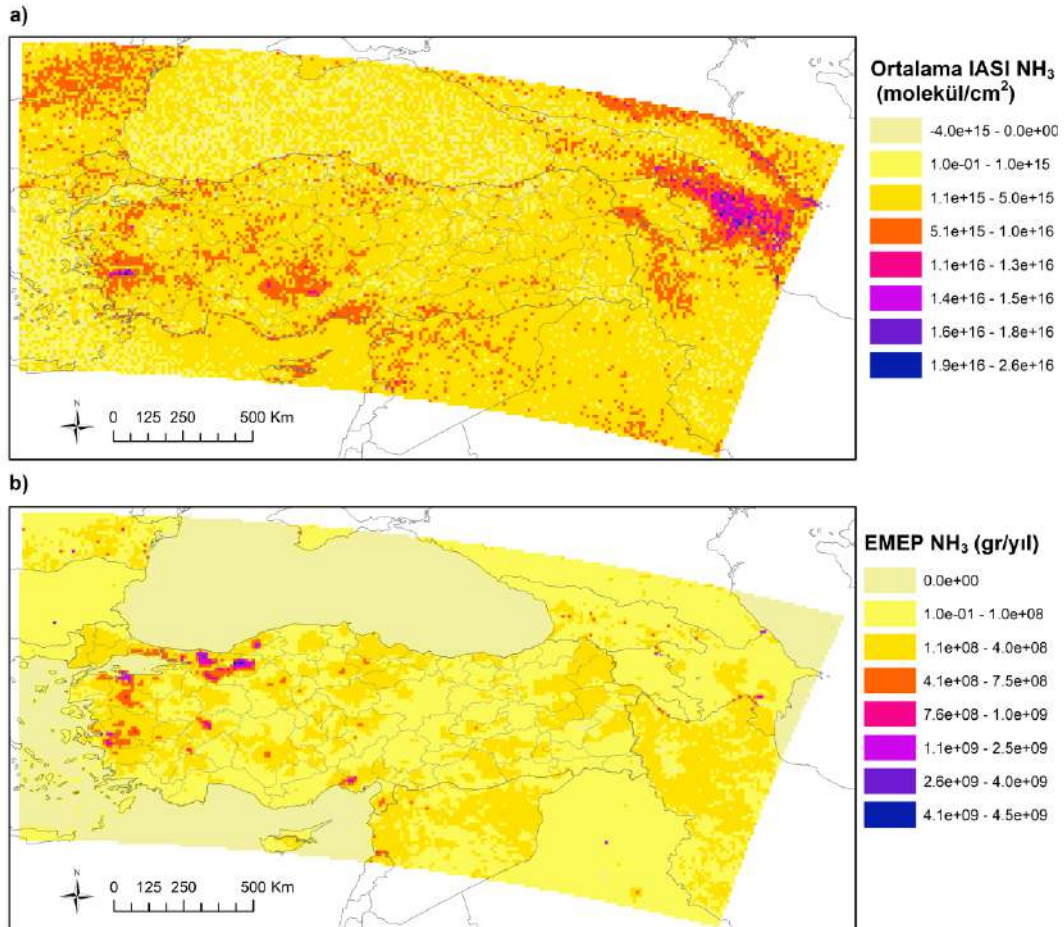 a)
Ortalama IASI NH3
(molekül/cm2)
-4.0e+15 - 0.0e+00
1.0e-01 - 1.0e+15
1.1e+15 - 5.0e+15
5.1e+15 - 1.0e+16
1.1e+16 - 1.3e+16
1.4e+16 - 1.5e+16
1.6e+16 - 1.8e+16
1.9e+16 - 2.6e+16
N
0 125 250 500 Km
b)
EMEP NH3 (gr/yıl)
0.0e+00
1.0e-01 - 1.0e+08
1.1e+08 - 4.0e+08
4.1e+08 - 7.5e+08
7.6e+08 - 1.0e+09
1.1e+09 - 2.5e+09
2.6e+09 - 4.0e+09
4.1e+09 - 4.5e+09
N
0 125 250 500 Km